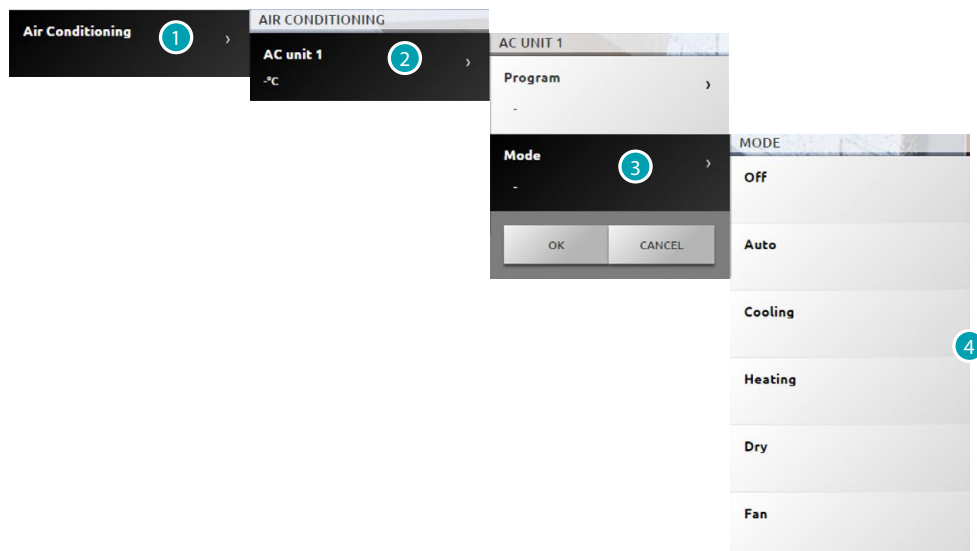 Air Conditioning
1
AIR CONDITIONING
AC unit 1
2
-°C
AC UNIT 1
Program
-
Mode
3
-
OK CANCEL
MODE
Off
Auto
Cooling
4
Heating
Dry
Fan